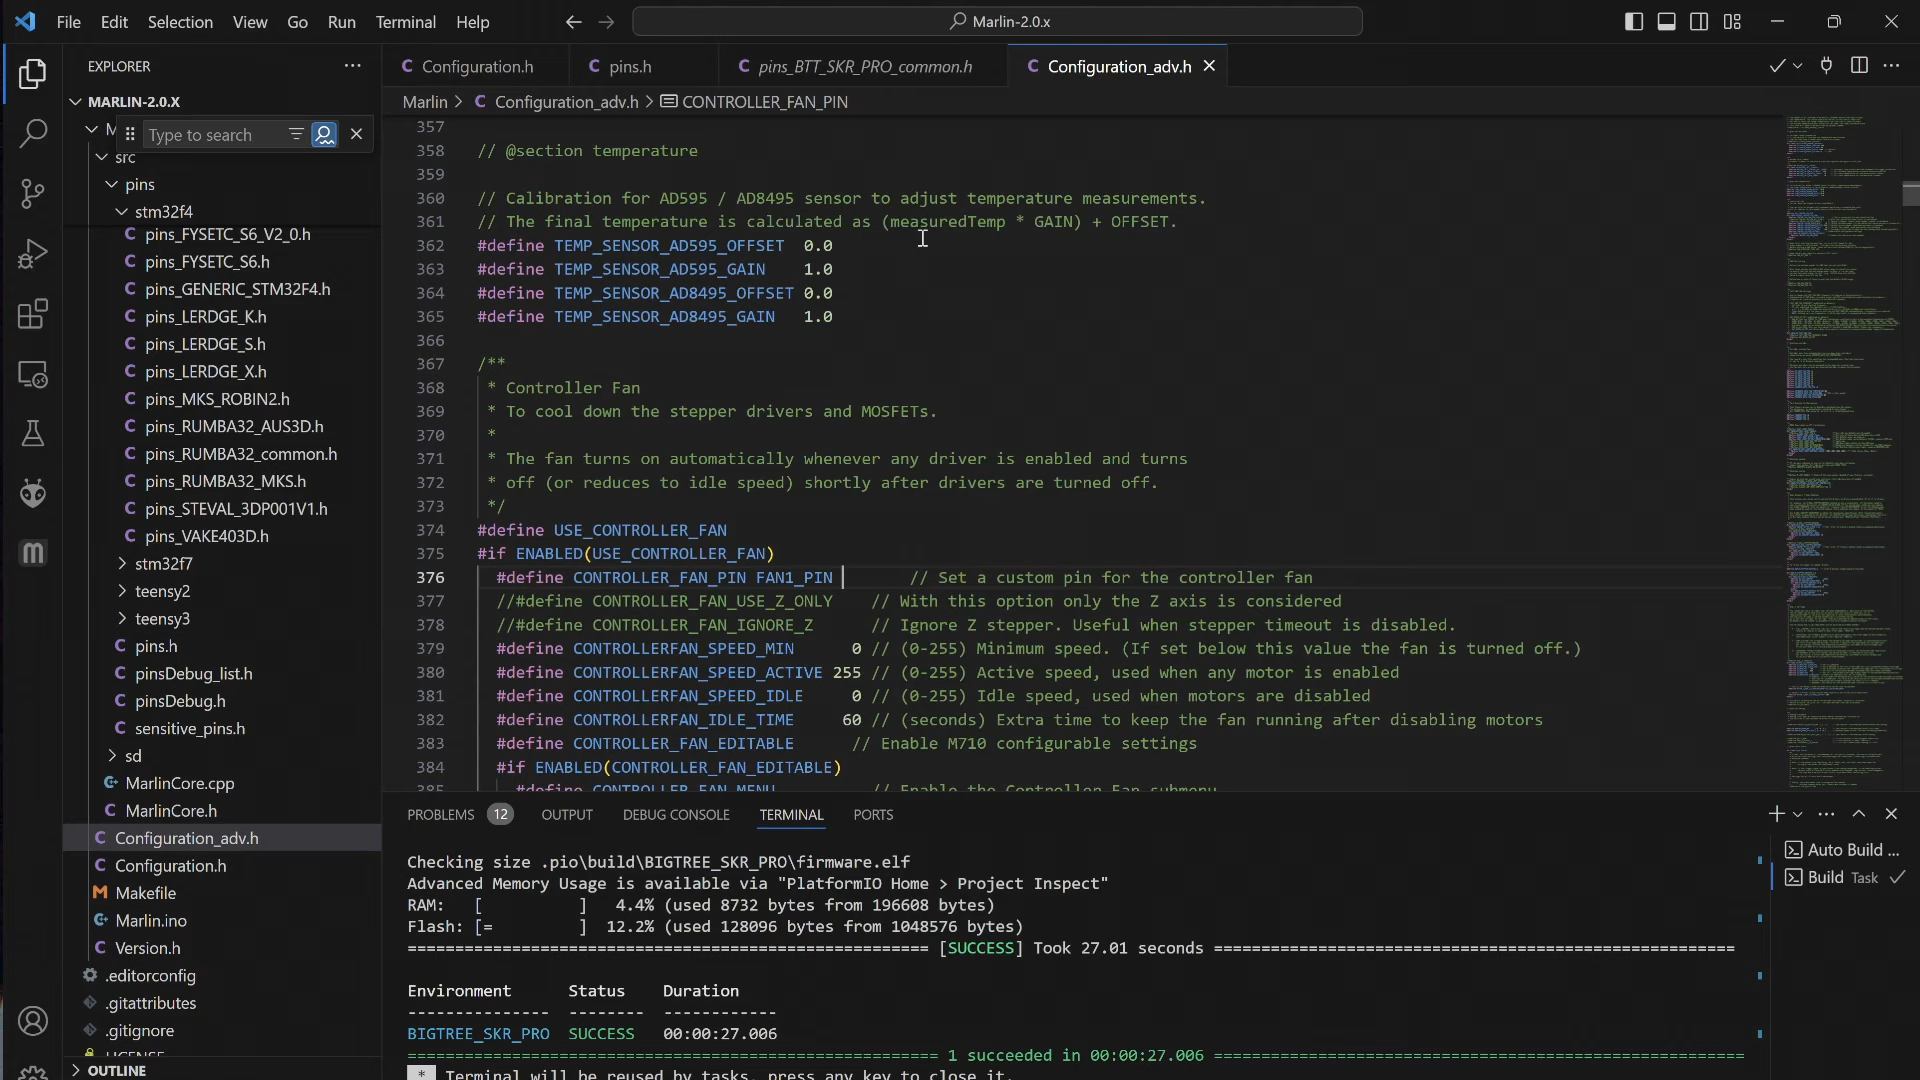 File Edit Selection View Go Run Terminal Help
Marlin-2.0.x
EXPLORER
MARLIN-2.0.X
Type to search
src
pins
stm32f4
pins_FYSETC_S6_V2_0.h
pins_FYSETC_S6.h
pins_GENERIC_STM32F4.h
pins_LERDGE_K.h
pins_LERDGE_S.h
pins_LERDGE_X.h
pins_MKS_ROBIN2.h
pins_RUMBA32_AUS3D.h
pins_RUMBA32_common.h
pins_RUMBA32_MKS.h
pins_STEVAL_3DP001V1.h
pins_VAKE403D.h
stm32f7
teensy2
teensy3
pins.h
pinsDebug_list.h
pinsDebug.h
sensitive_pins.h
sd
MarlinCore.cpp
MarlinCore.h
Configuration_adv.h
Configuration.h
Makefile
Marlin.ino
Version.h
.editorconfig
.gitattributes
.gitignore
OUTLINE
Configuration.h pins.h pins_BTT_SKR_PRO_common.h Configuration_adv.h
Marlin > Configuration_adv.h > CONTROLLER_FAN_PIN
357
358 // @section temperature
359
360 // Calibration for AD595 / AD8495 sensor to adjust temperature measurements.
361 // The final temperature is calculated as (measuredTemp * GAIN) + OFFSET.
362 #define TEMP_SENSOR_AD595_OFFSET 0.0
363 #define TEMP_SENSOR_AD595_GAIN 1.0
364 #define TEMP_SENSOR_AD8495_OFFSET 0.0
365 #define TEMP_SENSOR_AD8495_GAIN 1.0
366
367 /**
368 * Controller Fan
369 * To cool down the stepper drivers and MOSFETs.
370 *
371 * The fan turns on automatically whenever any driver is enabled and turns
372 * off (or reduces to idle speed) shortly after drivers are turned off.
373 */
374 #define USE_CONTROLLER_FAN
375 #if ENABLED(USE_CONTROLLER_FAN)
376 #define CONTROLLER_FAN_PIN FAN1_PIN // Set a custom pin for the controller fan
377 //#define CONTROLLER_FAN_USE_Z_ONLY // With this option only the Z axis is considered
378 //#define CONTROLLER_FAN_IGNORE_Z // Ignore Z stepper. Useful when stepper timeout is disabled.
379 #define CONTROLLERFAN_SPEED_MIN 0 // (0-255) Minimum speed. (If set below this value the fan is turned off.)
380 #define CONTROLLERFAN_SPEED_ACTIVE 255 // (0-255) Active speed, used when any motor is enabled
381 #define CONTROLLERFAN_SPEED_IDLE 0 // (0-255) Idle speed, used when motors are disabled
382 #define CONTROLLERFAN_IDLE_TIME 60 // (seconds) Extra time to keep the fan running after disabling motors
383 #define CONTROLLER_FAN_EDITABLE // Enable M710 configurable settings
384 #if ENABLED(CONTROLLER_FAN_EDITABLE)
385 #define CONTROLLER_FAN_MENU // Enable the Controller Fan submenu
PROBLEMS 12 OUTPUT DEBUG CONSOLE TERMINAL PORTS
Checking size .pio\build\BIGTREE_SKR_PRO\firmware.elf
Advanced Memory Usage is available via "PlatformIO Home > Project Inspect"
RAM: [ ] 4.4% (used 8732 bytes from 196608 bytes)
Flash: [= ] 12.2% (used 128096 bytes from 1048576 bytes)
[SUCCESS] Took 27.01 seconds
Environment Status Duration
--------------- -------- ------------
BIGTREE_SKR_PRO SUCCESS 00:00:27.006
1 succeeded in 00:00:27.006
* Terminal will be reused by tasks, press any key to close it.
Auto Build ...
Build Task